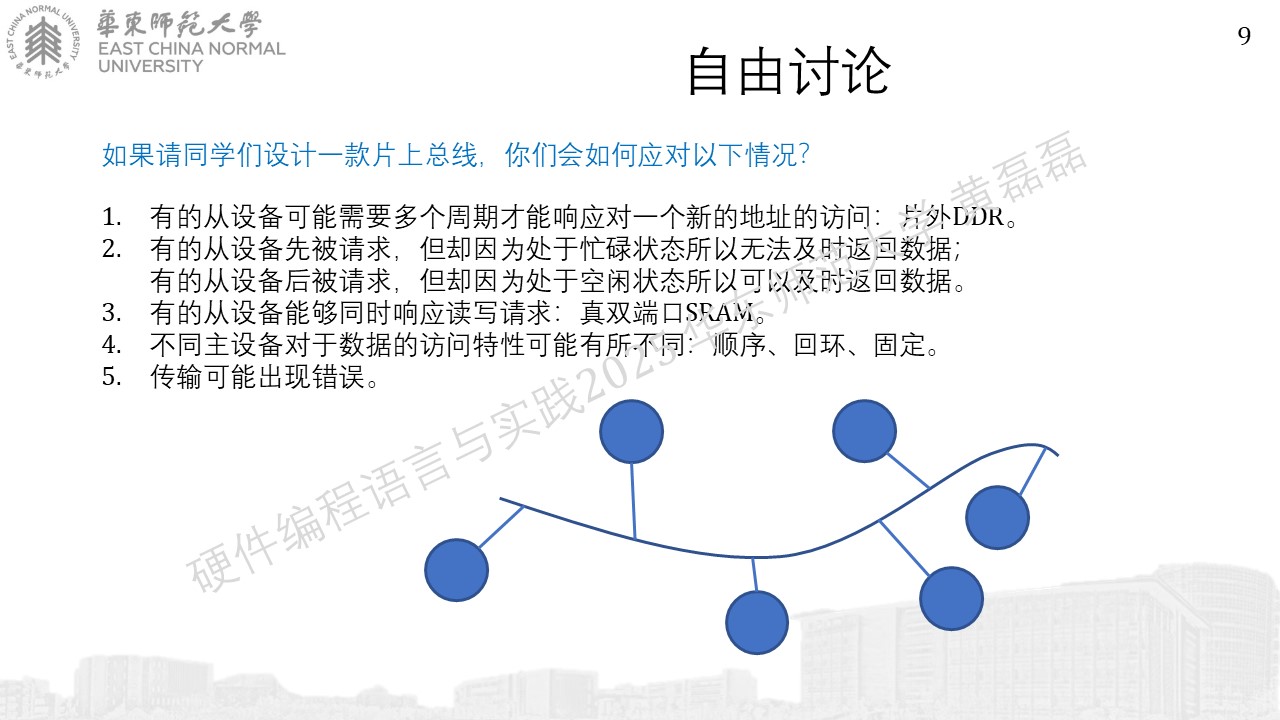 華東師範大學
EAST CHINA NORMAL
UNIVERSITY
EAST CHINA NORMAL UNIVERSITY
華東师范大学
9
自由讨论
如果请同学们设计一款片上总线，你们会如何应对以下情况？
1. 有的从设备可能需要多个周期才能响应对一个新的地址的访问：片外DDR。
2. 有的从设备先被请求，但却因为处于忙碌状态所以无法及时返回数据；
有的从设备后被请求，但却因为处于空闲状态所以可以及时返回数据。
3. 有的从设备能够同时响应读写请求：真双端口SRAM。
4. 不同主设备对于数据的访问特性可能有所不同：顺序、回环、固定。
5. 传输可能出现错误。
硬件编程语言与实践2025 华东师范大学 黄磊磊